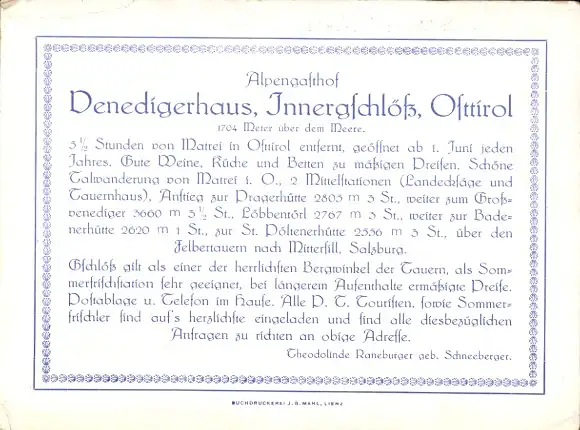 Alpengasthof
Venedigerhaus, Innergschlöß, Osttirol
1704 Meter über dem Meere.
5 1/2 Stunden von Matrei in Osttirol entfernt, geöffnet ab 1. Juni jeden
Jahres. Gute Weine, Küche und Betten zu mäßigen Preisen. Schöne
Talwanderung von Matrei i. O., 2 Mittelstationen (Landecksäge und
Tauernhaus), Anstieg zur Pragerhütte 2805 m 3 St., weiter zum Groß-
venediger 3660 m 3 1/2 St., Löbbentörl 2767 m 3 St., weiter zur Bade-
nerhütte 2620 m 1 St., zur St. Pöltenerhütte 2536 m 3 St., über den
Felbertauern nach Mittersill, Salzburg.
Gschlöß gilt als einer der herrlichsten Bergwinkel der Tauern, als Som-
merfrischstation sehr geeignet, bei längerem Aufenthalte ermäßigte Preise.
Postablage u. Telefon im Hause. Alle P. T. Touristen, sowie Sommer-
frischler sind auf's herzlichste eingeladen und sind alle diesbezüglichen
Anfragen zu richten an obige Adresse.
Theodolinde Raneburger geb. Schneeberger.
BUCHDRUCKEREI J. G. MAHL, LIENZ